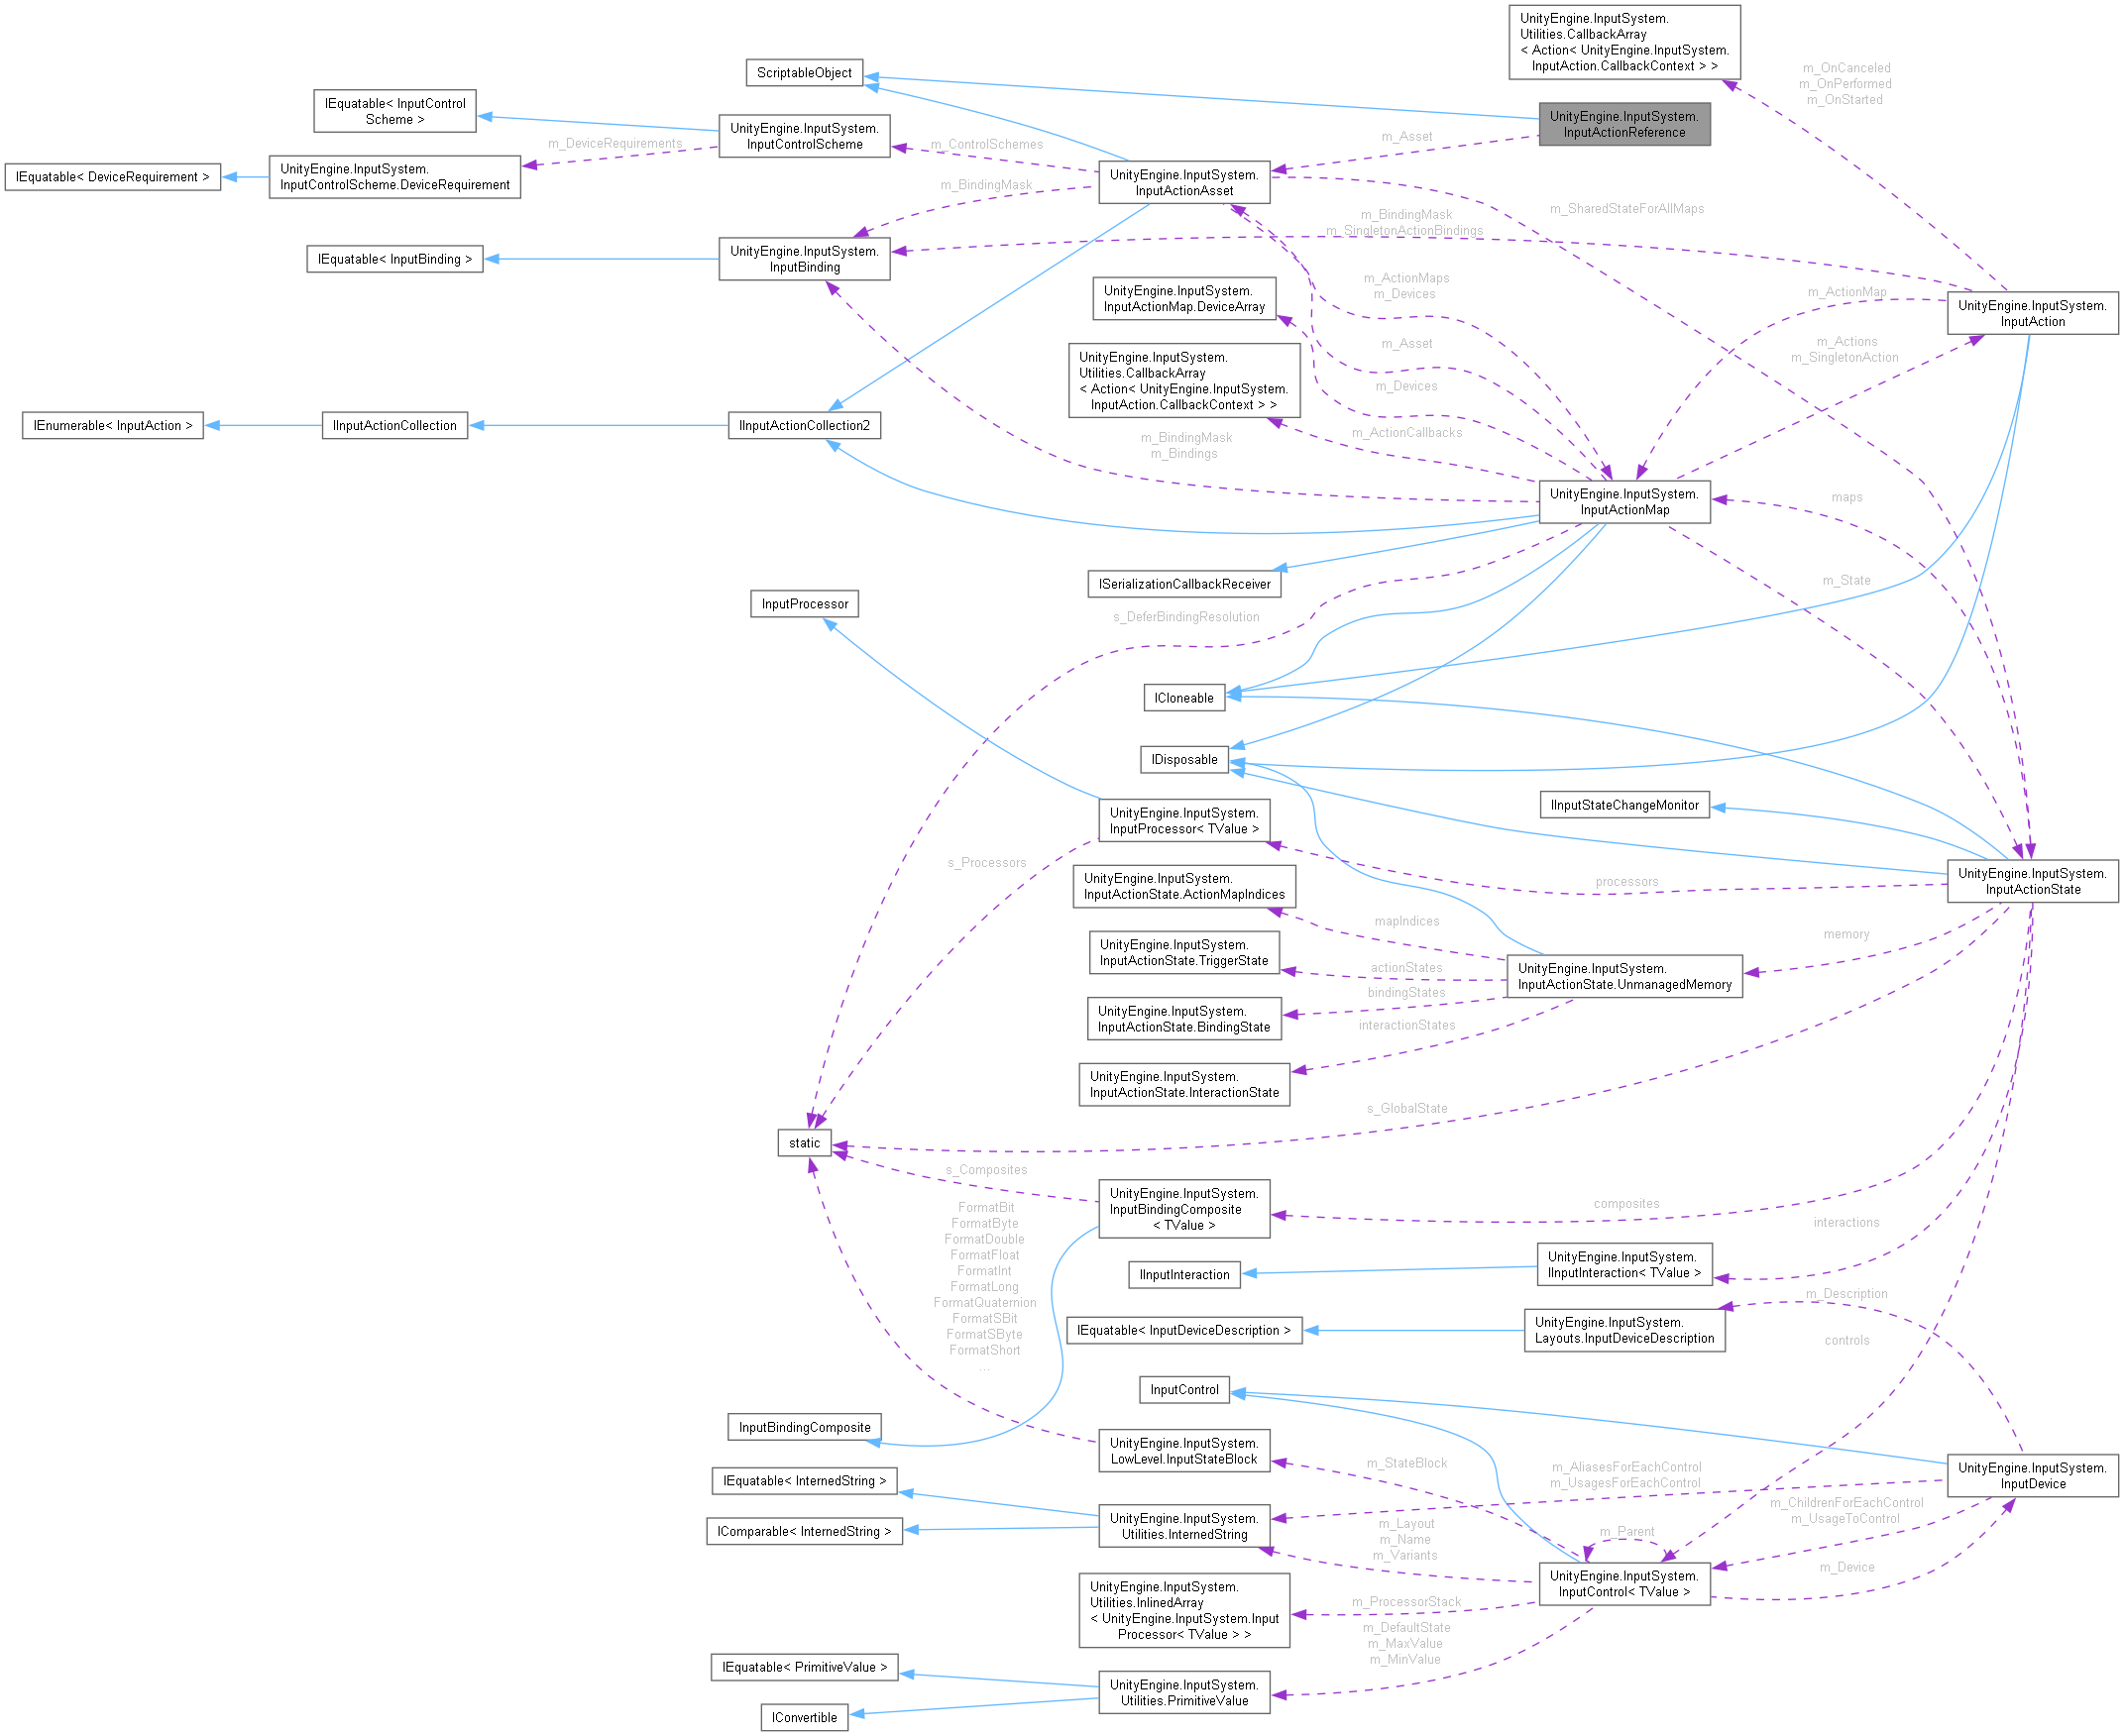 UnityEngine.InputSystem.
Utilities.CallbackArray
< Action< UnityEngine.InputSystem.
InputAction.CallbackContext > >
ScriptableObject
m_OnCanceled
m_OnPerformed
m_OnStarted
IEquatable< InputControl
Scheme >
UnityEngine.InputSystem.
InputActionReference
UnityEngine.InputSystem.
InputControlScheme
m_DeviceRequirements
m_ControlSchemes
m_Asset
IEquatable< DeviceRequirement >
UnityEngine.InputSystem.
InputControlScheme.DeviceRequirement
m_BindingMask
UnityEngine.InputSystem.
InputActionAsset
m_SharedStateForAllMaps
m_BindingMask
m_SingletonActionBindings
IEquatable< InputBinding >
UnityEngine.InputSystem.
InputBinding
m_ActionMaps
m_Devices
UnityEngine.InputSystem.
InputActionMap.DeviceArray
m_ActionMap
UnityEngine.InputSystem.
InputAction
m_Asset
m_Actions
m_SingletonAction
UnityEngine.InputSystem.
Utilities.CallbackArray
< Action< UnityEngine.InputSystem.
InputAction.CallbackContext > >
m_Devices
IEnumerable< InputAction >
IInputActionCollection
IInputActionCollection2
m_ActionCallbacks
m_BindingMask
m_Bindings
UnityEngine.InputSystem.
InputActionMap
maps
ISerializationCallbackReceiver
m_State
InputProcessor
s_DeferBindingResolution
ICloneable
IDisposable
IInputStateChangeMonitor
UnityEngine.InputSystem.
InputProcessor< TValue >
s_Processors
processors
UnityEngine.InputSystem.
InputActionState
UnityEngine.InputSystem.
InputActionState.ActionMapIndices
mapIndices
memory
UnityEngine.InputSystem.
InputActionState.TriggerState
actionStates
UnityEngine.InputSystem.
InputActionState.UnmanagedMemory
bindingStates
UnityEngine.InputSystem.
InputActionState.BindingState
interactionStates
UnityEngine.InputSystem.
InputActionState.InteractionState
s_GlobalState
static
s_Composites
UnityEngine.InputSystem.
InputBindingComposite
< TValue >
composites
interactions
FormatBit
FormatByte
FormatDouble
FormatFloat
FormatInt
FormatLong
FormatQuaternion
FormatSBit
FormatSByte
FormatShort
...
IInputInteraction
UnityEngine.InputSystem.
IInputInteraction< TValue >
m_Description
IEquatable< InputDeviceDescription >
UnityEngine.InputSystem.
Layouts.InputDeviceDescription
controls
InputControl
InputBindingComposite
UnityEngine.InputSystem.
LowLevel.InputStateBlock
m_StateBlock
m_AliasesForEachControl
m_UsagesForEachControl
UnityEngine.InputSystem.
InputDevice
IEquatable< InternedString >
m_ChildrenForEachControl
m_UsageToControl
IComparable< InternedString >
UnityEngine.InputSystem.
Utilities.InternedString
m_Layout
m_Name
m_Variants
m_Parent
m_Device
UnityEngine.InputSystem.
InputControl< TValue >
UnityEngine.InputSystem.
Utilities.InlinedArray
< UnityEngine.InputSystem.Input
Processor< TValue > >
m_ProcessorStack
m_DefaultState
m_MaxValue
m_MinValue
IEquatable< PrimitiveValue >
UnityEngine.InputSystem.
Utilities.PrimitiveValue
IConvertible